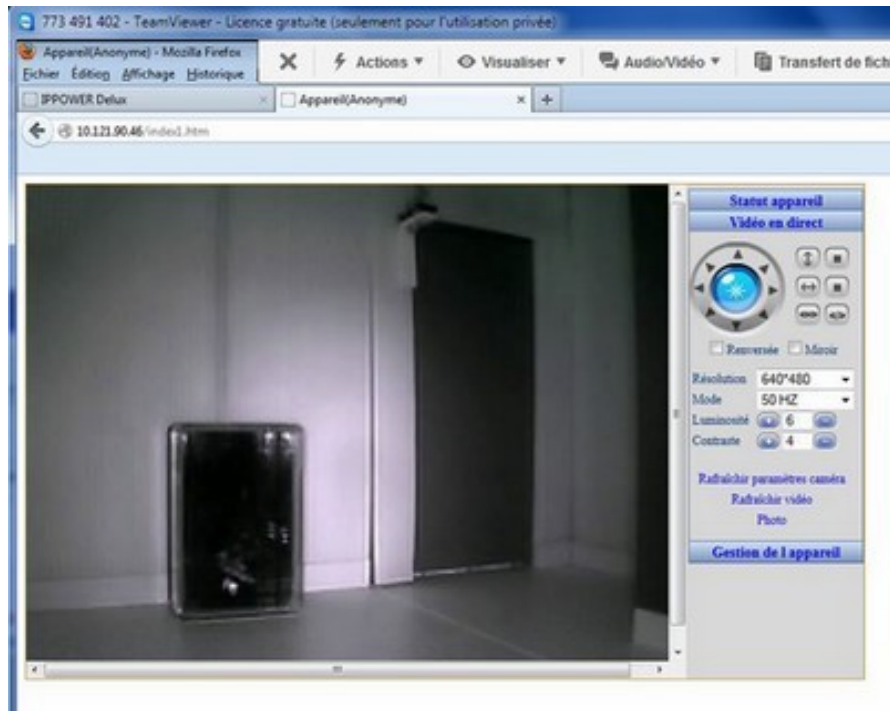 773 491 402 - TeamViewer - Licence gratuite (seulement pour l'utilisation privée)
Appareil(Anonyme) - Mozilla Firefox
Fichier Édition Affichage Historique
Actions Visualiser Audio/Vidéo Transfert de fich
IPPOWER Delux
Appareil(Anonyme)
10.121.90.46/index1.htm
Statut appareil
Vidéo en direct
Renversée Miroir
Résolution 640*480
Mode 50 HZ
Luminosité 6
Contraste 4
Rafraîchir paramètres caméra
Rafraîchir vidéo
Photo
Gestion de l appareil